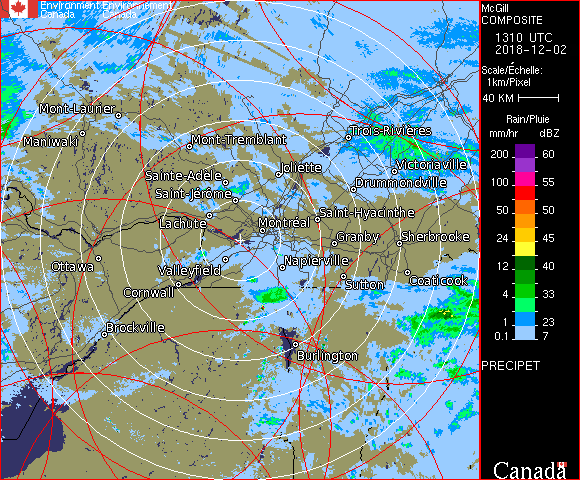 Environment Environnement
Canada Canada
McGill
COMPOSITE
1310 UTC
2018-12-02
Scale/Échelle:
1km/Pixel
40 KM
Rain/Pluie
mm/hr dBZ
200 60
100 55
50 50
24 45
12 40
4 33
1 23
0.1 7
PRECIPET
Canada
Mont-Laurier
Maniwaki
Mont-Tremblant
Trois-Rivières
Joliette
Victoriaville
Sainte-Adèle
Drummondville
Saint-Jérôme
Lachute
Saint-Hyacinthe
Montréal
Granby
Sherbrooke
Ottawa
Valleyfield
Napierville
Cornwall
Sutton
Coaticook
Brockville
Burlington